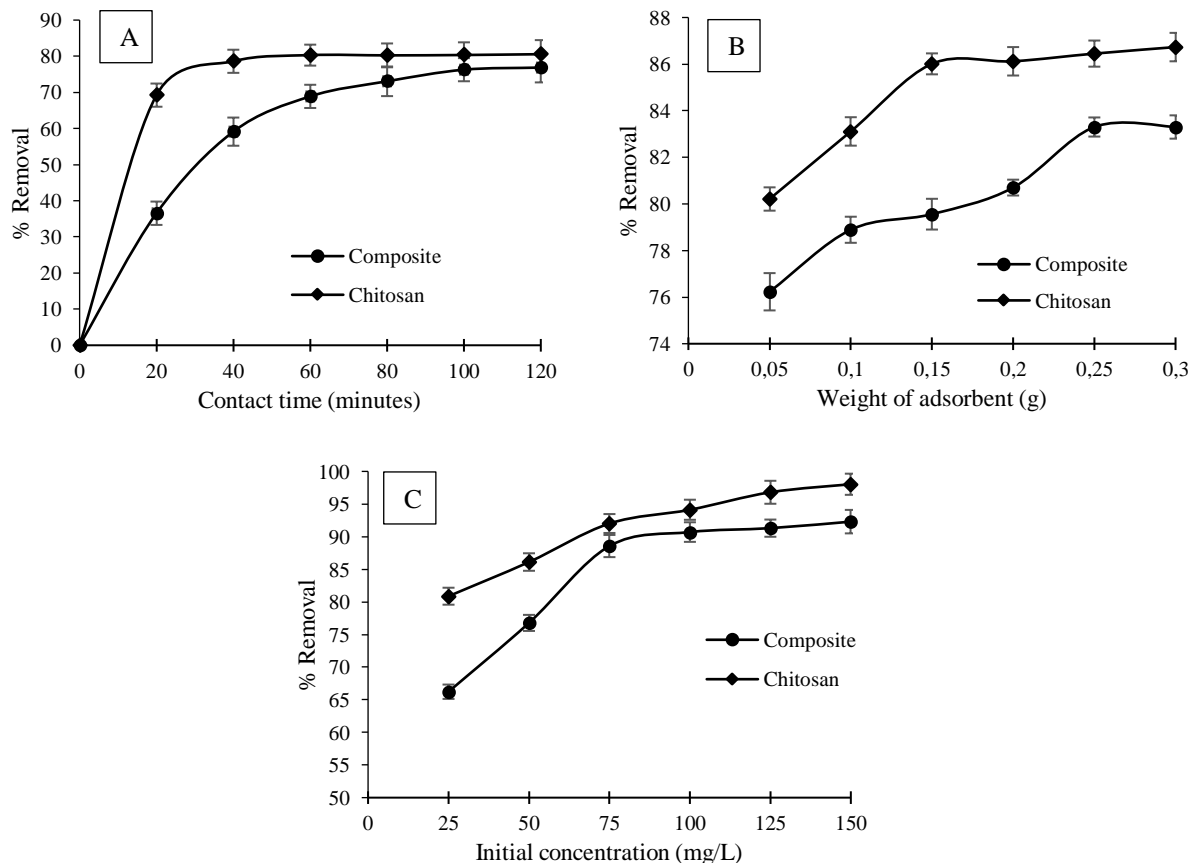 A
% Removal
90
80
70
60
50
40
30
20
10
0
0 20 40 60 80 100 120
Contact time (minutes)
Composite
Chitosan
B
% Removal
88
86
84
82
80
78
76
74
0 0,05 0,1 0,15 0,2 0,25 0,3
Weight of adsorbent (g)
Composite
Chitosan
C
% Removal
100
95
90
85
80
75
70
65
60
55
50
0 25 50 75 100 125 150
Initial concentration (mg/L)
Composite
Chitosan